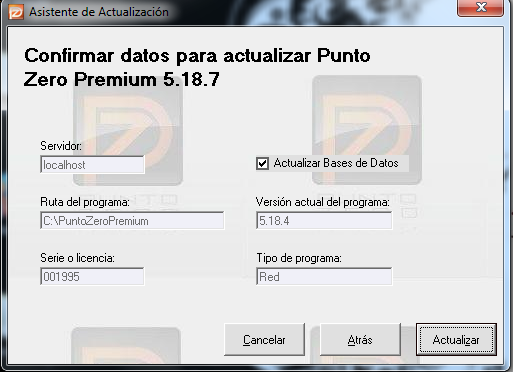 Asistente de Actualización
Confirmar datos para actualizar Punto
Zero Premium 5.18.7
Servidor:
localhost
Actualizar Bases de Datos
Ruta del programa:
C:\PuntoZeroPremium
Versión actual del programa:
5.18.4
Serie o licencia:
001995
Tipo de programa:
Red
Cancelar
Atrás
Actualizar